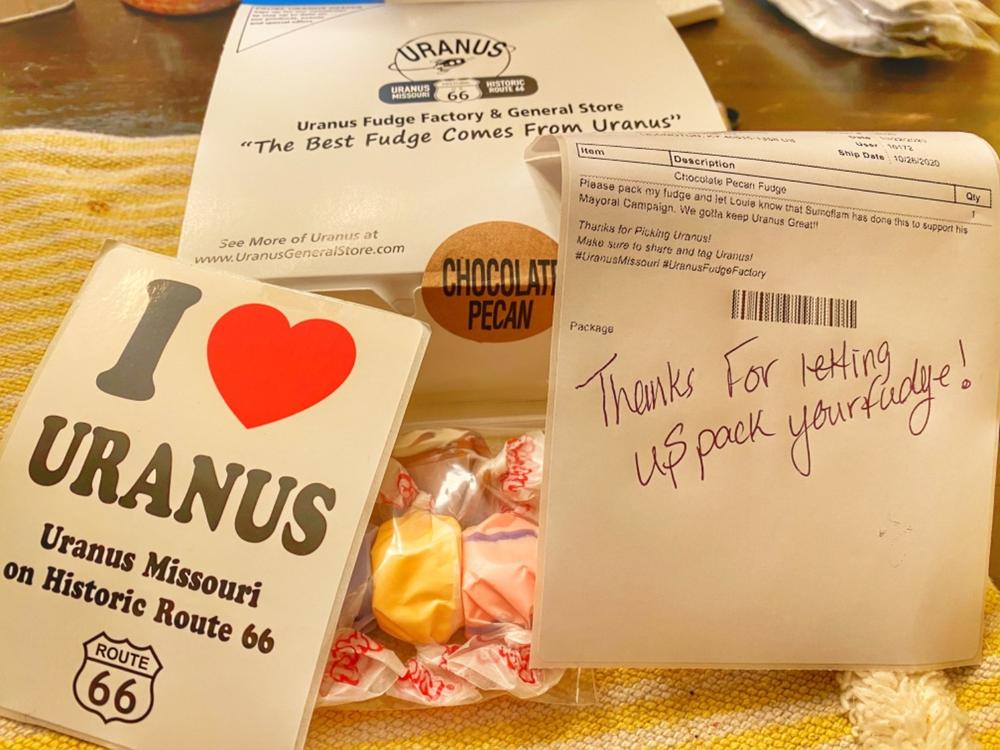 URANUS
URANUS MISSOURI
HISTORIC ROUTE 66
66
Uranus Fudge Factory & General Store
"The Best Fudge Comes From Uranus"
See More of Uranus at
www.UranusGeneralStore.com
CHOCOLATE
PECAN
I
URANUS
Uranus Missouri
on Historic Route 66
ROUTE
66
User 10172
Ship Date 10/26/2020
Item Description Qty
Chocolate Pecan Fudge 1
Please pack my fudge and let Louie know that Sumoflam has done this to support his
Mayoral Campaign. We gotta keep Uranus Great!!
Thanks for Picking Uranus!
Make sure to share and tag Uranus!
#UranusMissouri #UranusFudgeFactory
Package
Thanks For letting
us pack your fudge!